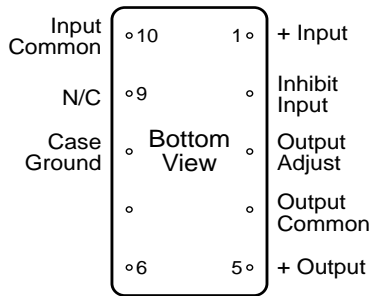 Input
Common
10
1
+ Input
N/C
9
Inhibit
Input
Case
Ground
Bottom
View
Output
Adjust
Output
Common
6
5
+ Output